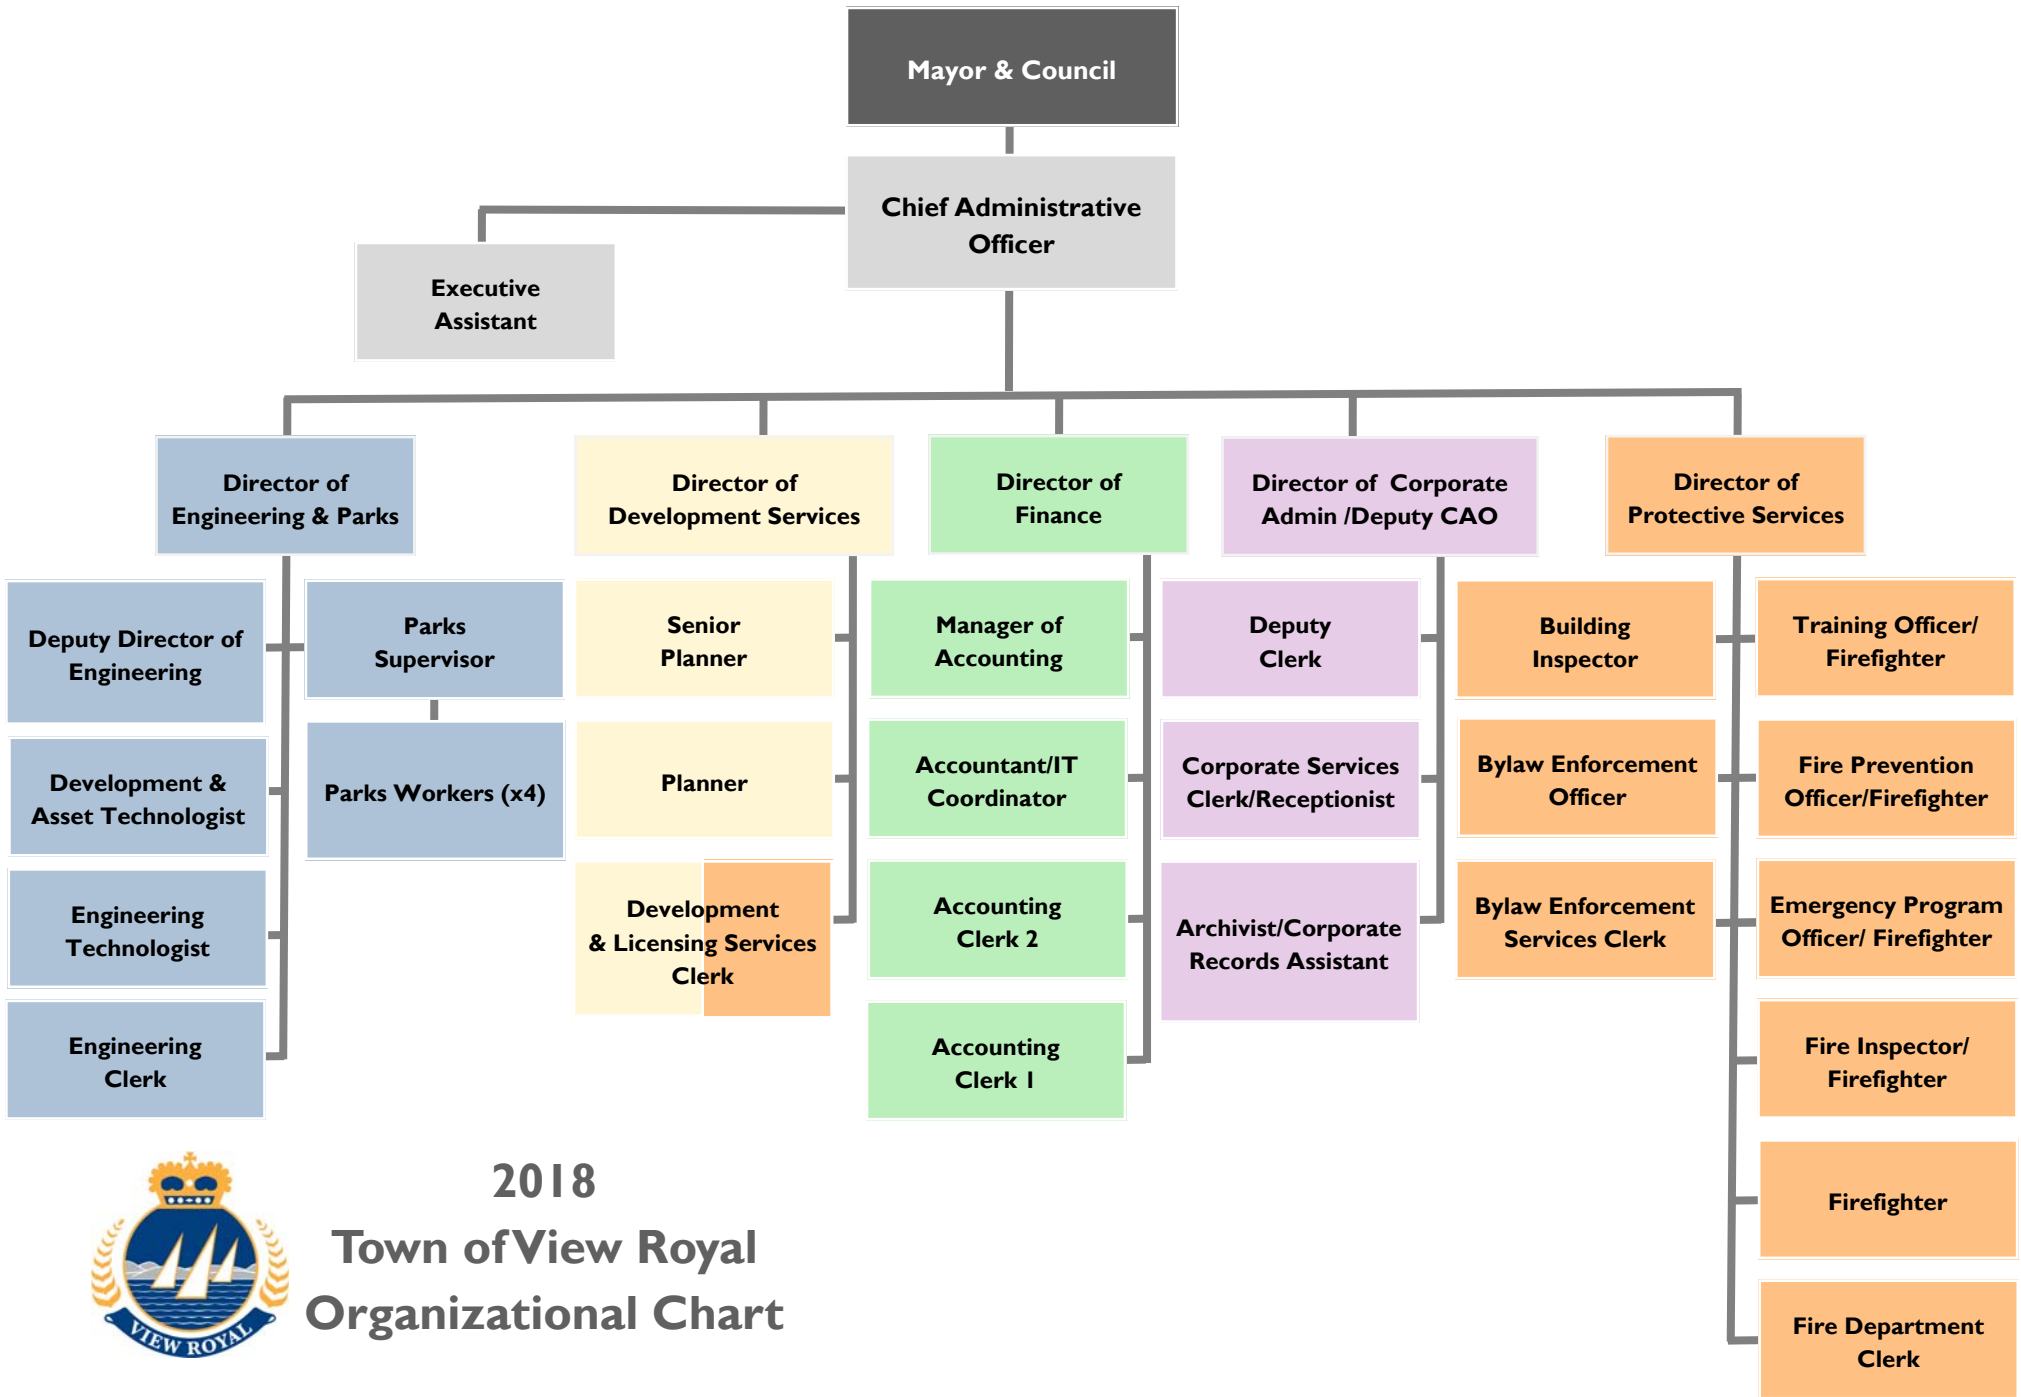 Mayor & Council
Chief Administrative
Officer
Executive
Assistant
Director of
Engineering & Parks
Director of
Development Services
Director of
Finance
Director of Corporate
Admin /Deputy CAO
Director of
Protective Services
Deputy Director of
Engineering
Parks
Supervisor
Senior
Planner
Manager of
Accounting
Deputy
Clerk
Building
Inspector
Training Officer/
Firefighter
Development &
Asset Technologist
Parks Workers (x4)
Planner
Accountant/IT
Coordinator
Corporate Services
Clerk/Receptionist
Bylaw Enforcement
Officer
Fire Prevention
Officer/Firefighter
Engineering
Technologist
Development
& Licensing Services
Clerk
Accounting
Clerk 2
Archivist/Corporate
Records Assistant
Bylaw Enforcement
Services Clerk
Emergency Program
Officer/ Firefighter
Engineering
Clerk
Accounting
Clerk 1
Fire Inspector/
Firefighter
Firefighter
Fire Department
Clerk
2018
Town of View Royal
Organizational Chart
VIEW ROYAL